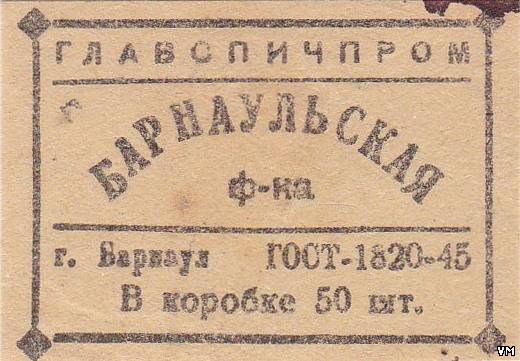 ГЛАВСПИЧПРОМ
БАРНАУЛЬСКАЯ
ф-ка
г. Барнаул ГОСТ-1820-45
В коробке 50 шт.
VM